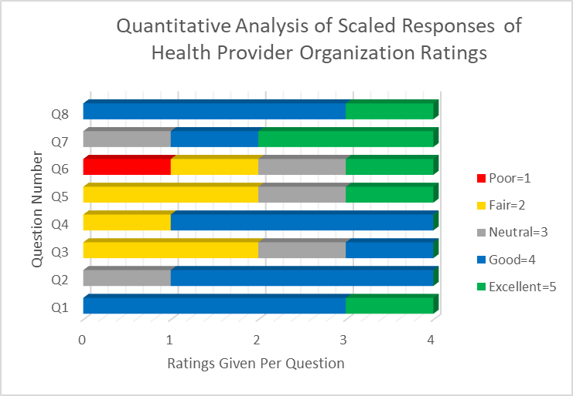 Quantitative Analysis of Scaled Responses of
Health Provider Organization Ratings
Question Number
Q8
Q7
Q6
Q5
Q4
Q3
Q2
Q1
0 1 2 3 4
Ratings Given Per Question
Poor=1
Fair=2
Neutral=3
Good=4
Excellent=5